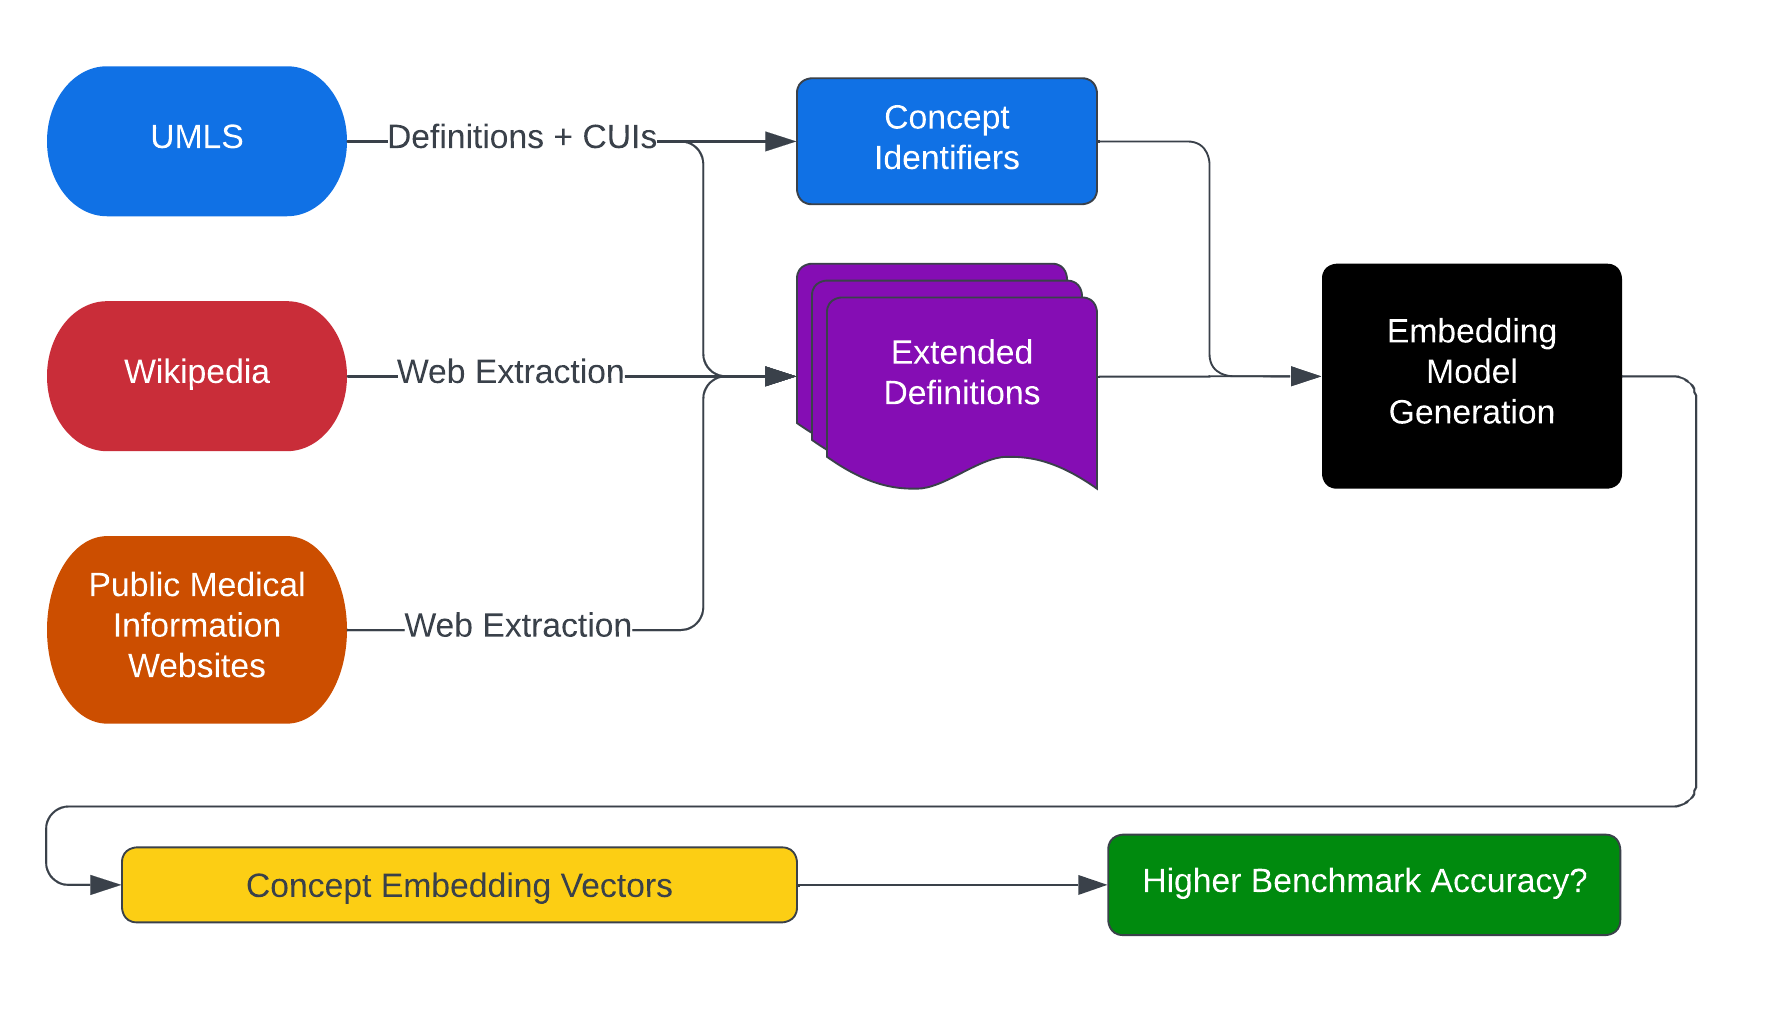 UMLS
Definitions + CUIs
Concept
Identifiers
Wikipedia
Web Extraction
Extended
Definitions
Embedding
Model
Generation
Public Medical
Information
Websites
Web Extraction
Concept Embedding Vectors
Higher Benchmark Accuracy?